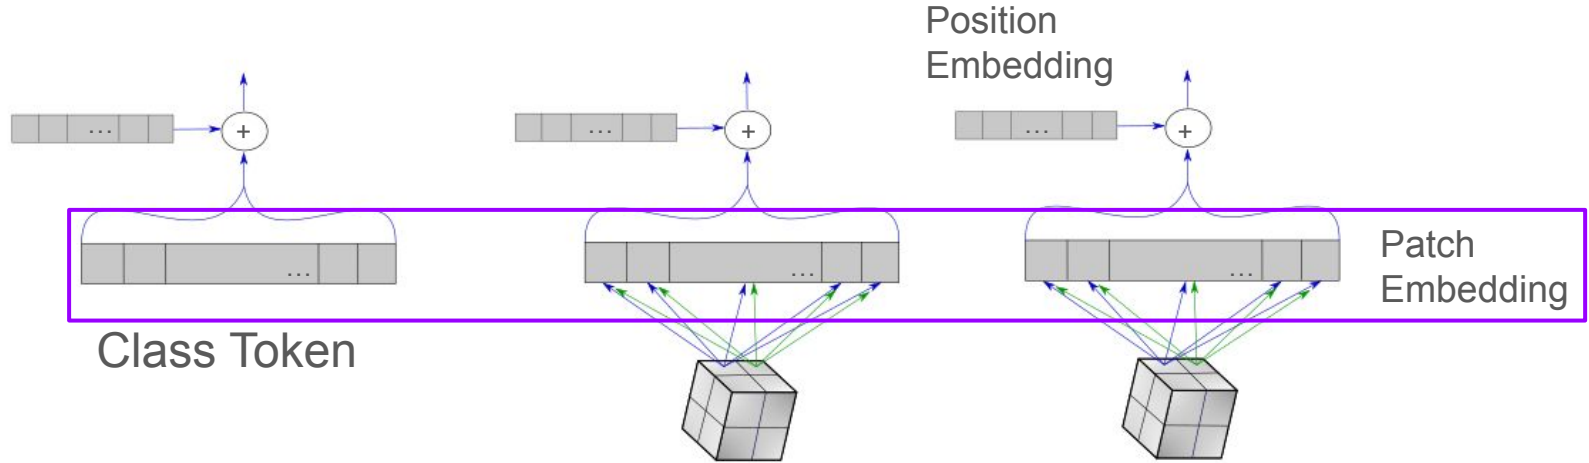 Position
Embedding
... + ... + ... +
... ... ...
Patch
Embedding
Class Token